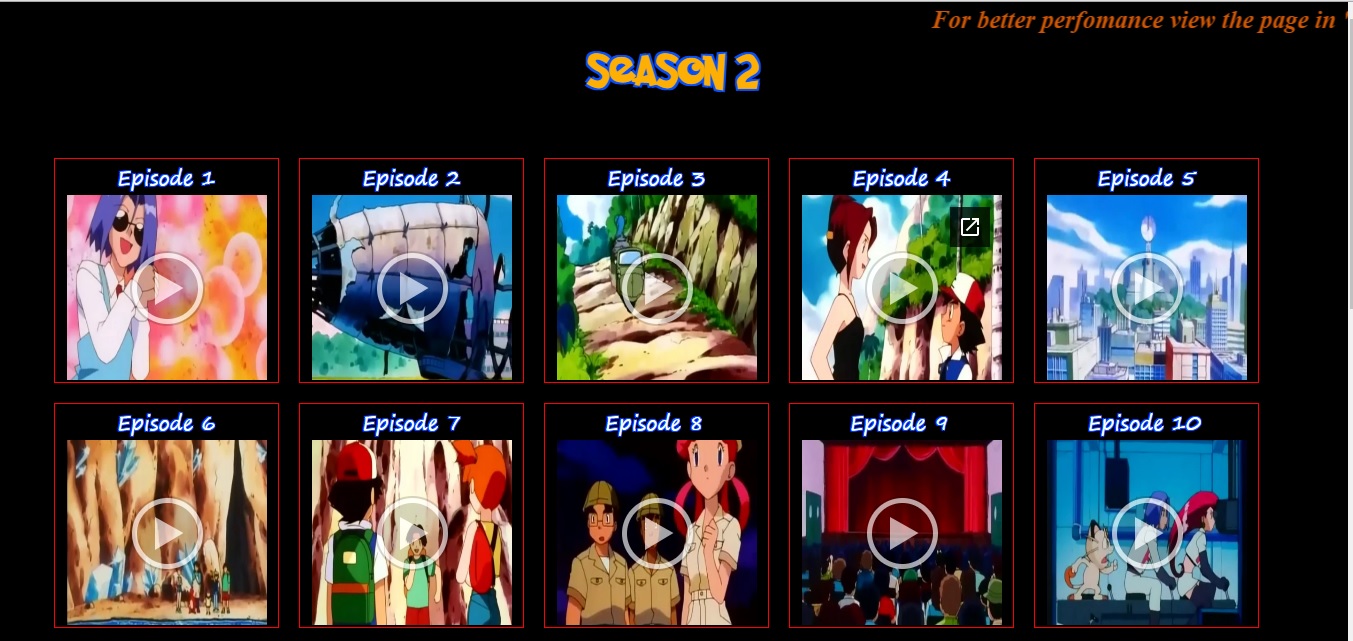 For better perfomance view the page in
SEASON 2
Episode 1
Episode 2
Episode 3
Episode 4
Episode 5
Episode 6
Episode 7
Episode 8
Episode 9
Episode 10